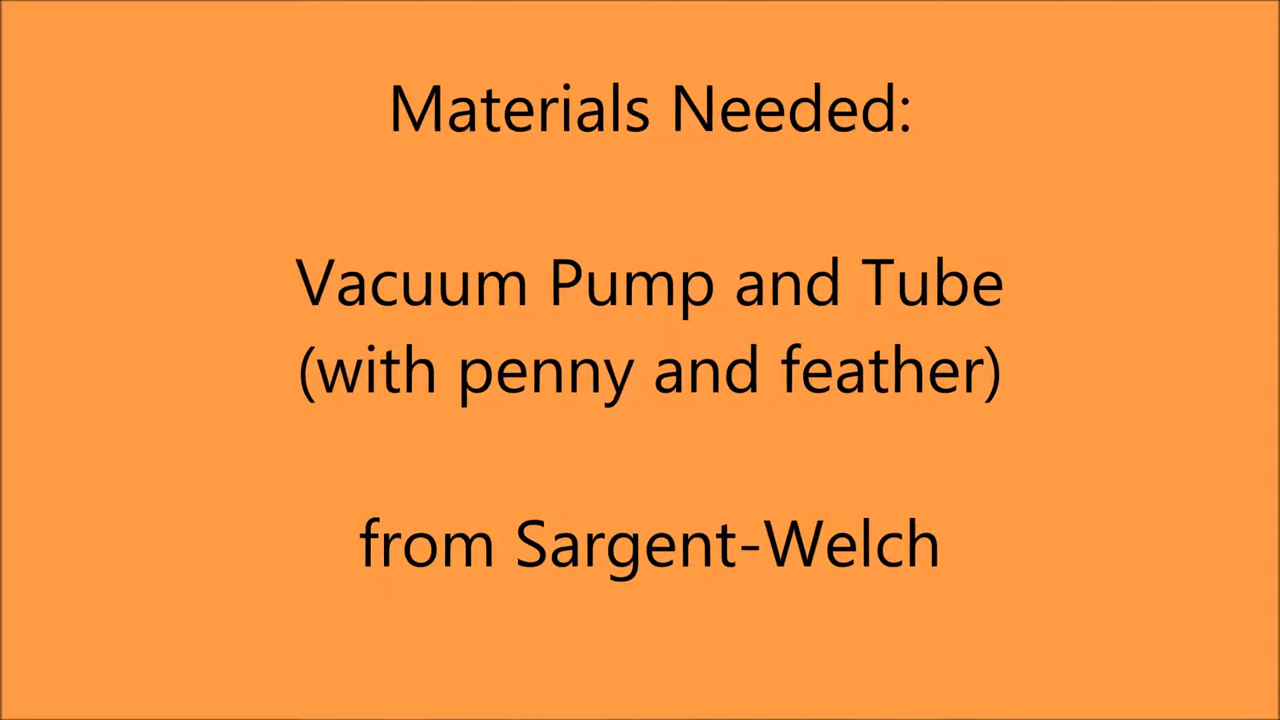 Materials Needed:
Vacuum Pump and Tube
(with penny and feather)
from Sargent-Welch